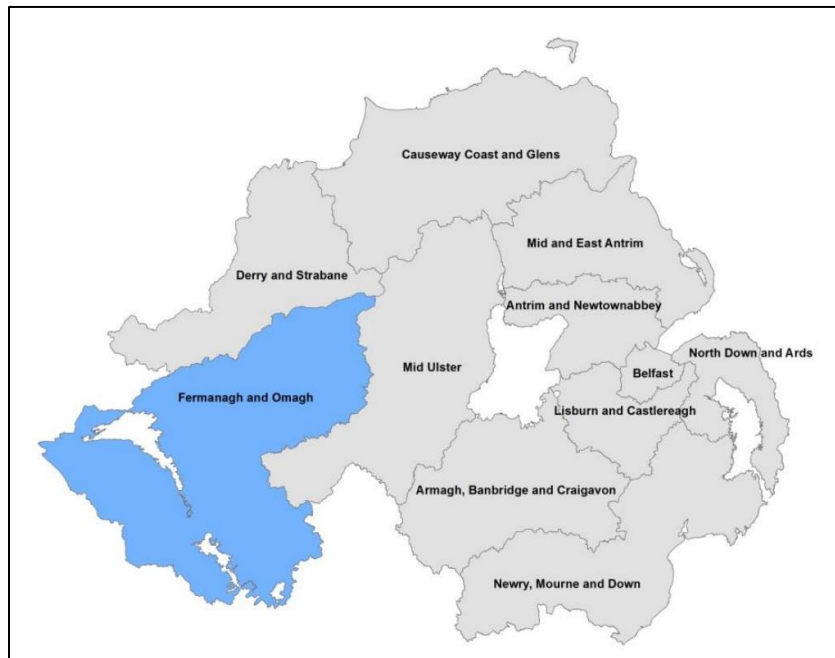 Causeway Coast and Glens
Mid and East Antrim
Derry and Strabane
Antrim and Newtownabbey
North Down and Ards
Mid Ulster
Belfast
Fermanagh and Omagh
Lisburn and Castlereagh
Armagh, Banbridge and Craigavon
Newry, Mourne and Down